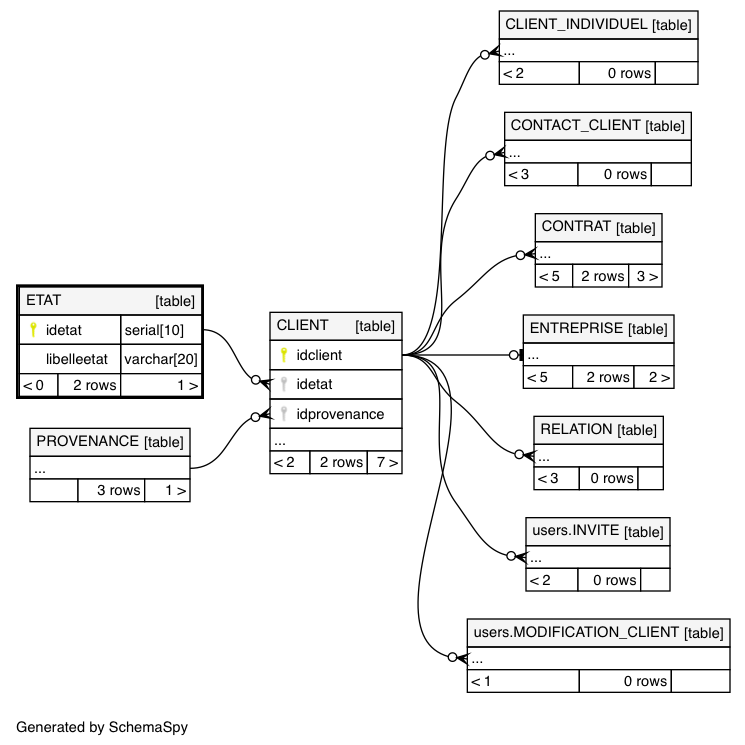 CLIENT_INDIVIDUEL [table]
...
< 2 0 rows
CONTACT_CLIENT [table]
...
< 3 0 rows
CONTRAT [table]
...
< 5 2 rows 3 >
ETAT [table]
idetat serial[10]
libelleetat varchar[20]
< 0 2 rows 1 >
CLIENT [table]
idclient
idetat
idprovenance
...
< 2 2 rows 7 >
ENTREPRISE [table]
...
< 5 2 rows 2 >
PROVENANCE [table]
...
3 rows 1 >
RELATION [table]
...
< 3 0 rows
users.INVITE [table]
...
< 2 0 rows
users.MODIFICATION_CLIENT [table]
...
< 1 0 rows
Generated by SchemaSpy